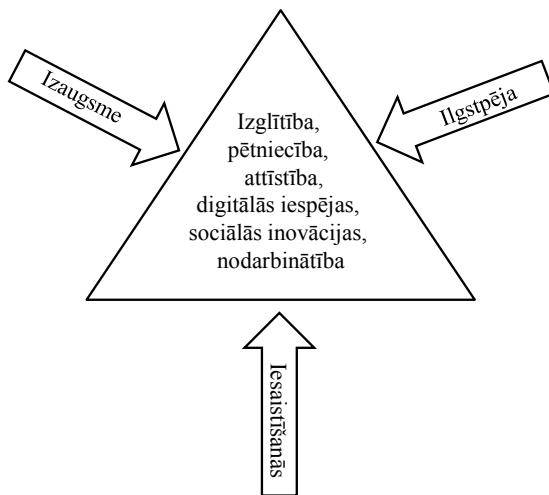 Izaugsme
Ilgstpēja
Izglītība,
pētniecība,
attīstība,
digitālās iespējas,
sociālās inovācijas,
nodarbinātība
Iesaistīšanās